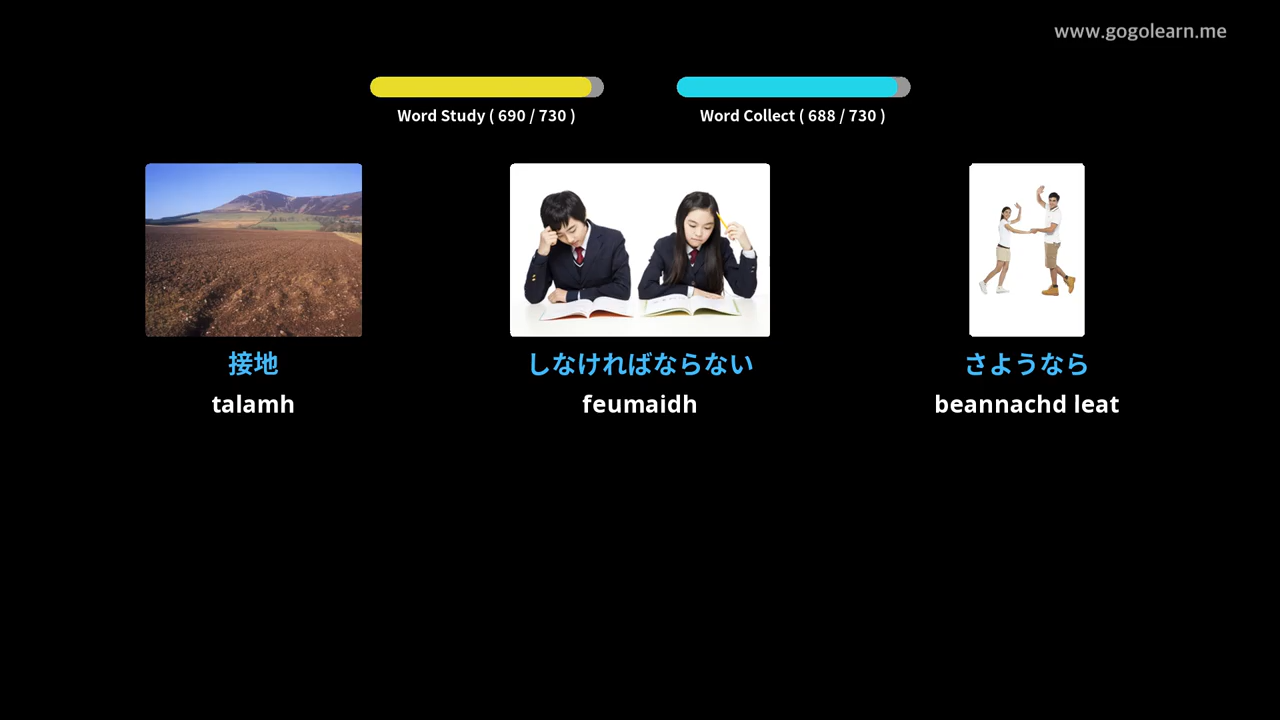 www.gogolearn.me
Word Study ( 690 / 730 )
Word Collect ( 688 / 730 )
接地
しなければならない
さようなら
talamh
feumaidh
beannachd leat